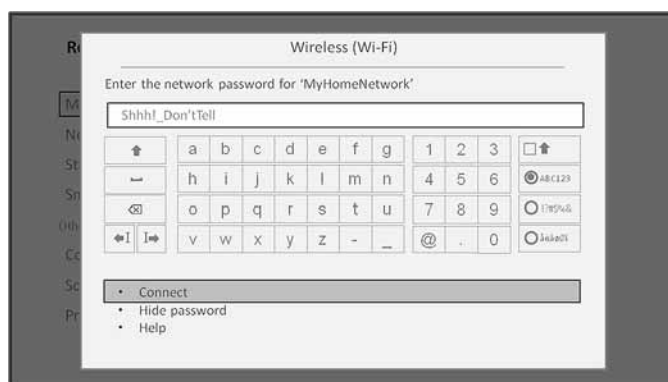 Wireless (Wi-Fi)
Enter the network password for ‘MyHomeNetwork’
Shhh!_Don'tTell
a b c d e f g 1 2 3
h i j k l m n 4 5 6 ABC123
o p q r s t u 7 8 9
v w x y z - _ @ . 0
• Connect
• Hide password
• Help